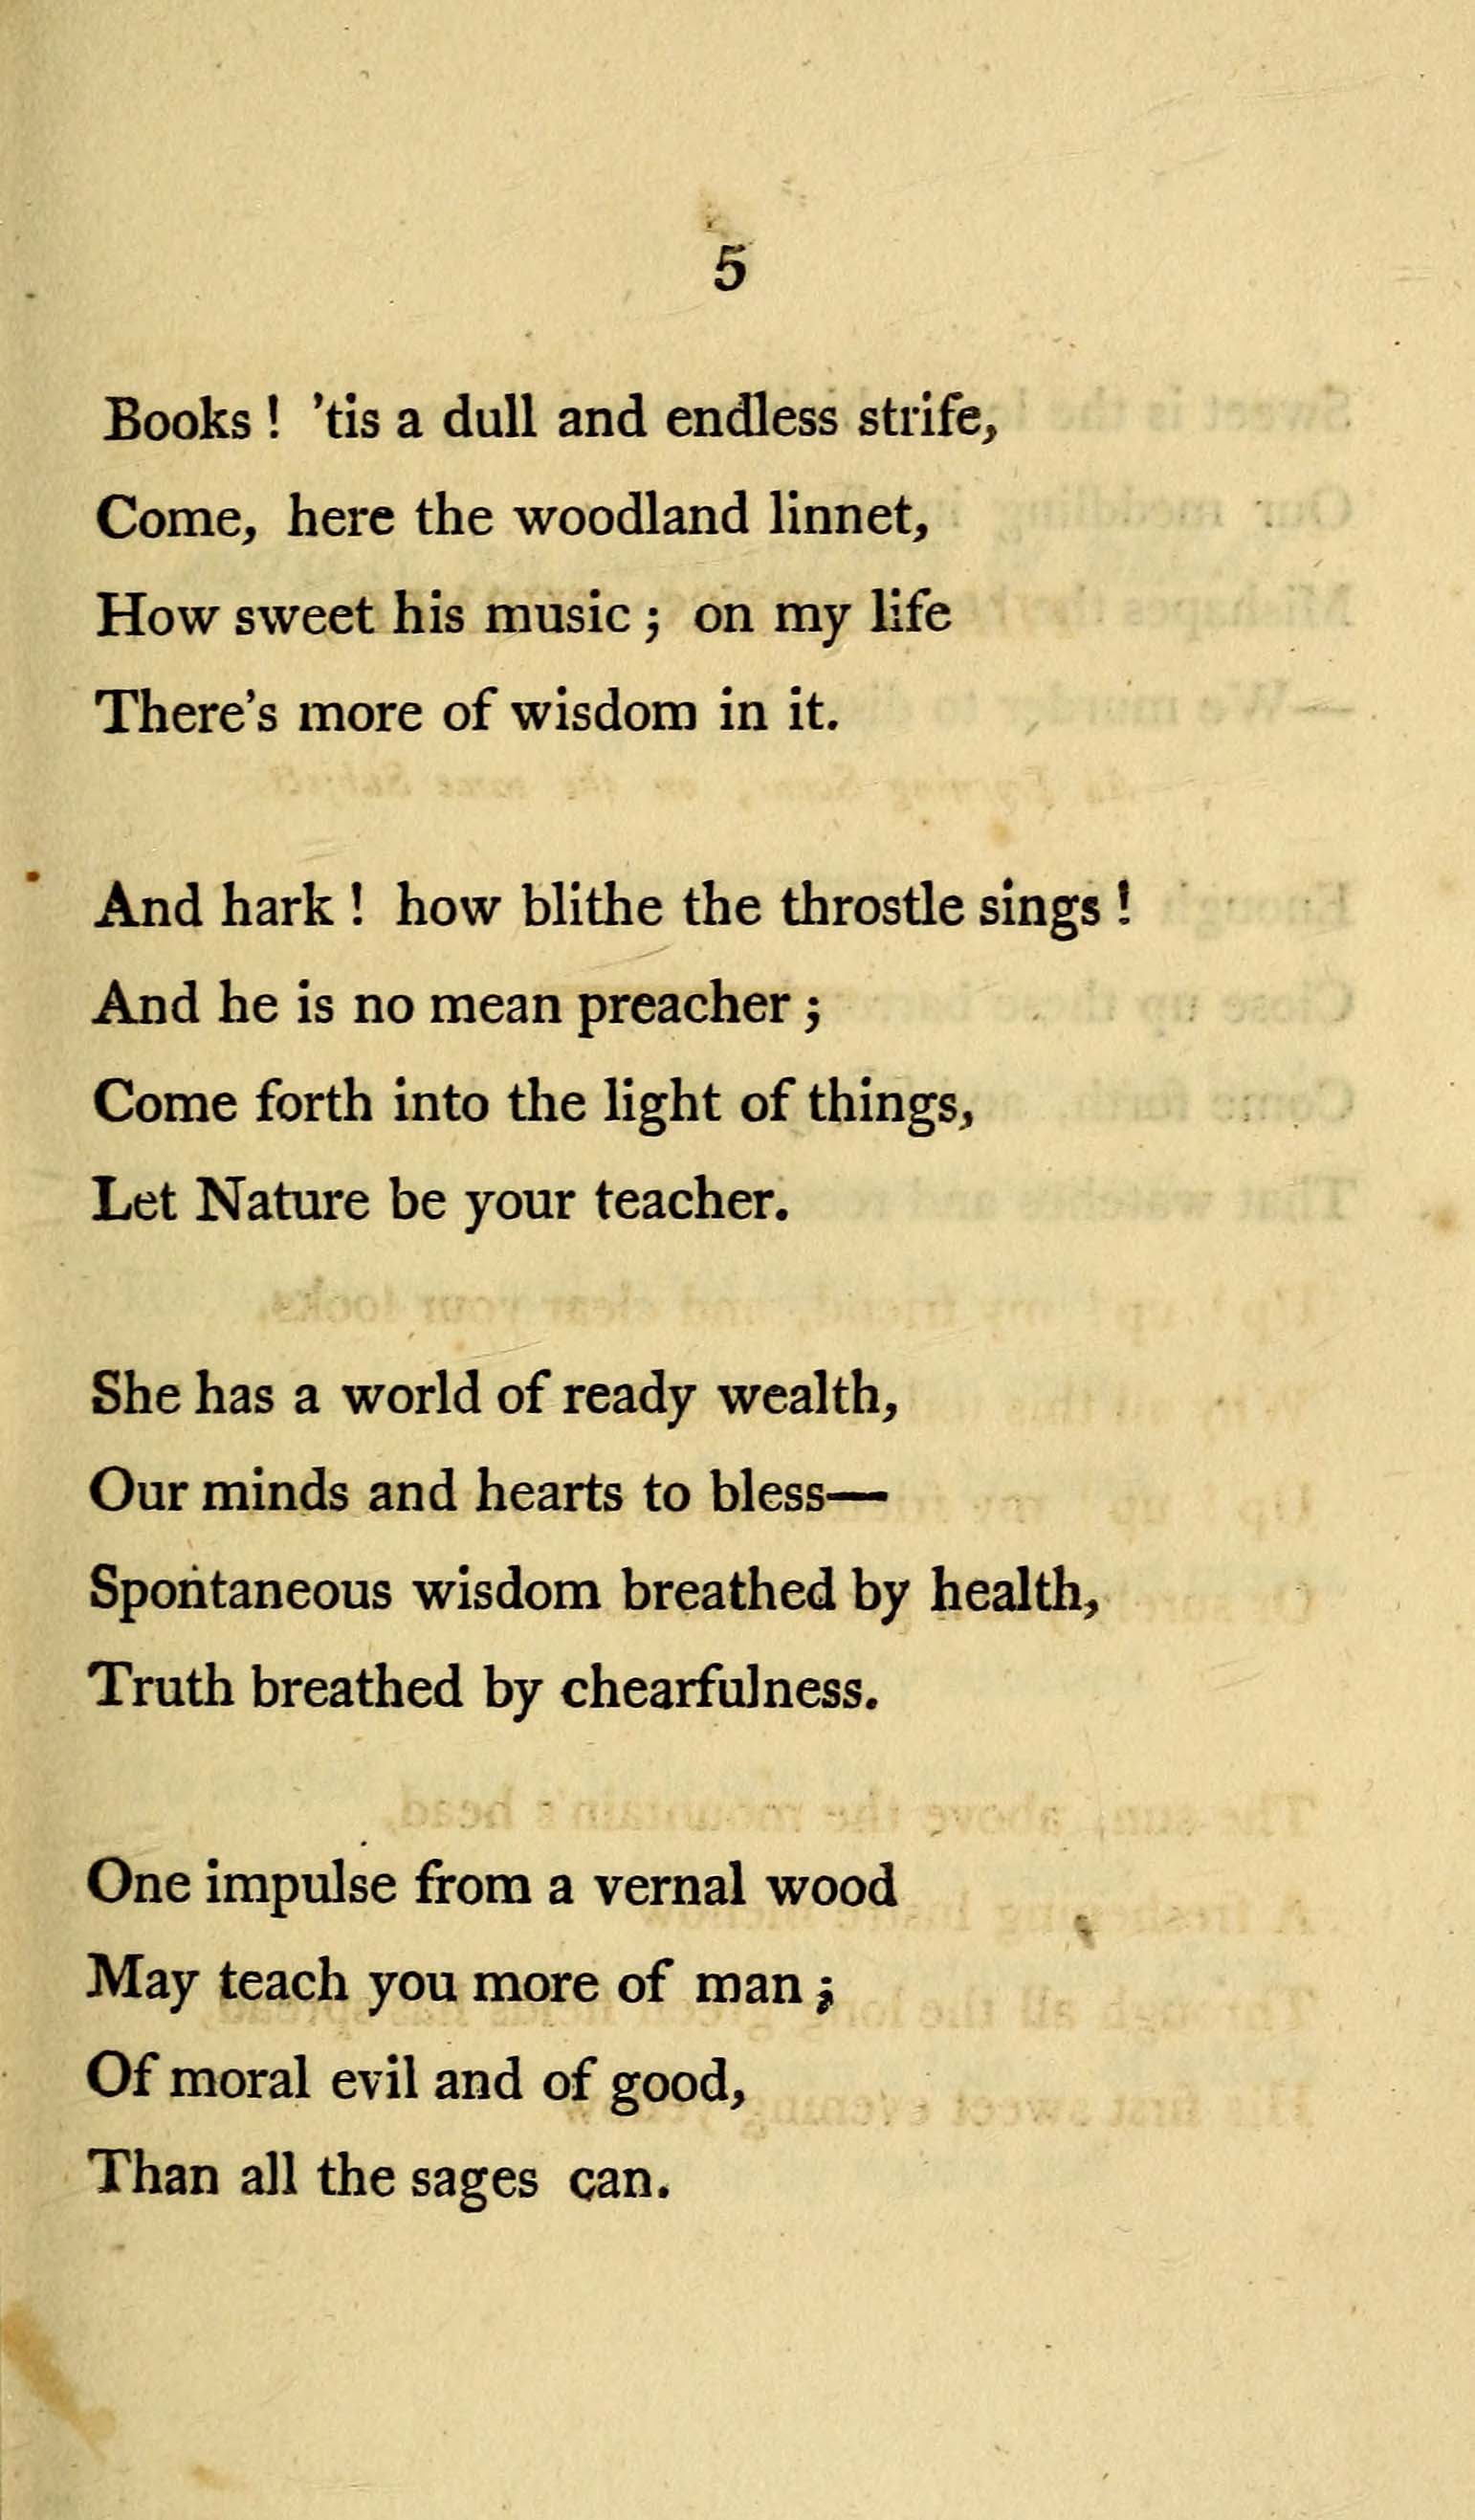 5
Books! 'tis a dull and endless strife,
Come, here the woodland linnet,
How sweet his music; on my life
There's more of wisdom in it.
And hark! how blithe the throstle sings!
And he is no mean preacher;
Come forth into the light of things,
Let Nature be your teacher.
She has a world of ready wealth,
Our minds and hearts to bless—
Spontaneous wisdom breathed by health,
Truth breathed by chearfulness.
One impulse from a vernal wood
May teach you more of man;
Of moral evil and of good,
Than all the sages can.